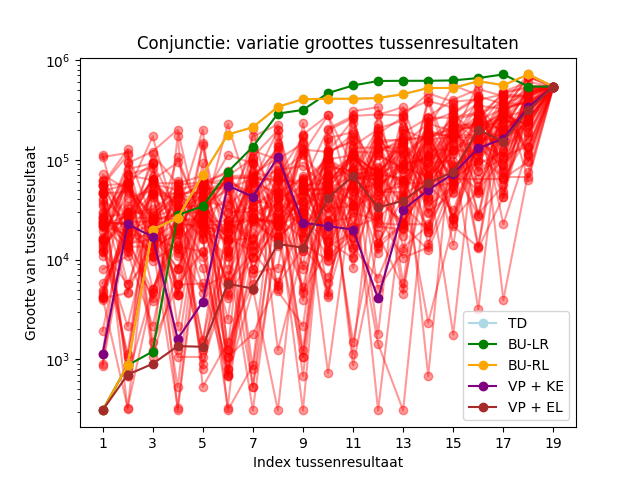 Conjunctie: variatie groottes tussenresultaten
Grootte van tussenresultaat
10⁶
10⁵
10⁴
10³
TD
BU-LR
BU-RL
VP + KE
VP + EL
1 3 5 7 9 11 13 15 17 19
Index tussenresultaat